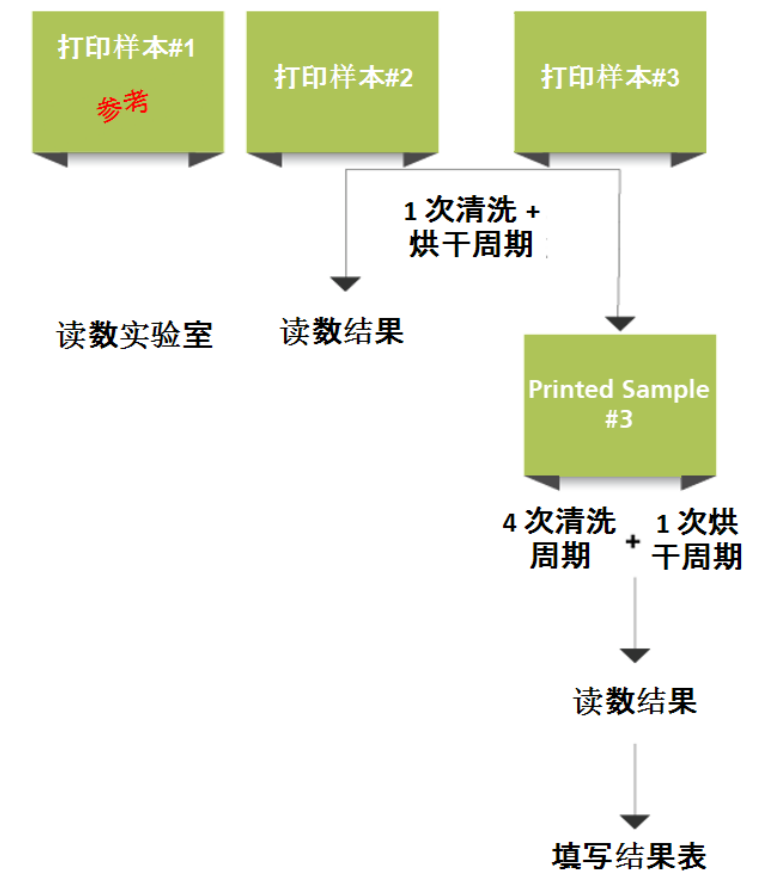 打印样本#1
参考
打印样本#2
打印样本#3
1 次清洗 +
烘干周期
读数实验室
读数结果
Printed Sample
#3
4 次清洗
周期
+
1 次烘
干周期
读数结果
填写结果表